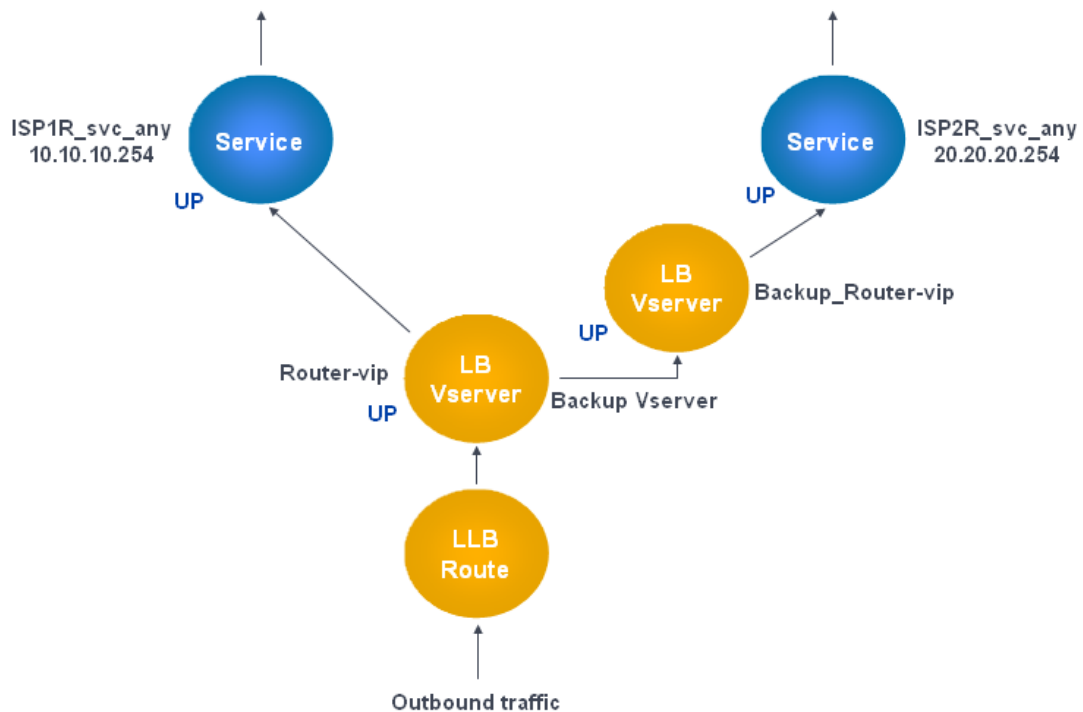 ISP1R_svc_any
10.10.10.254
Service
UP
Service
ISP2R_svc_any
20.20.20.254
UP
LB
Vserver
Backup_Router-vip
UP
Router-vip
LB
Vserver
UP
Backup Vserver
LLB
Route
Outbound traffic